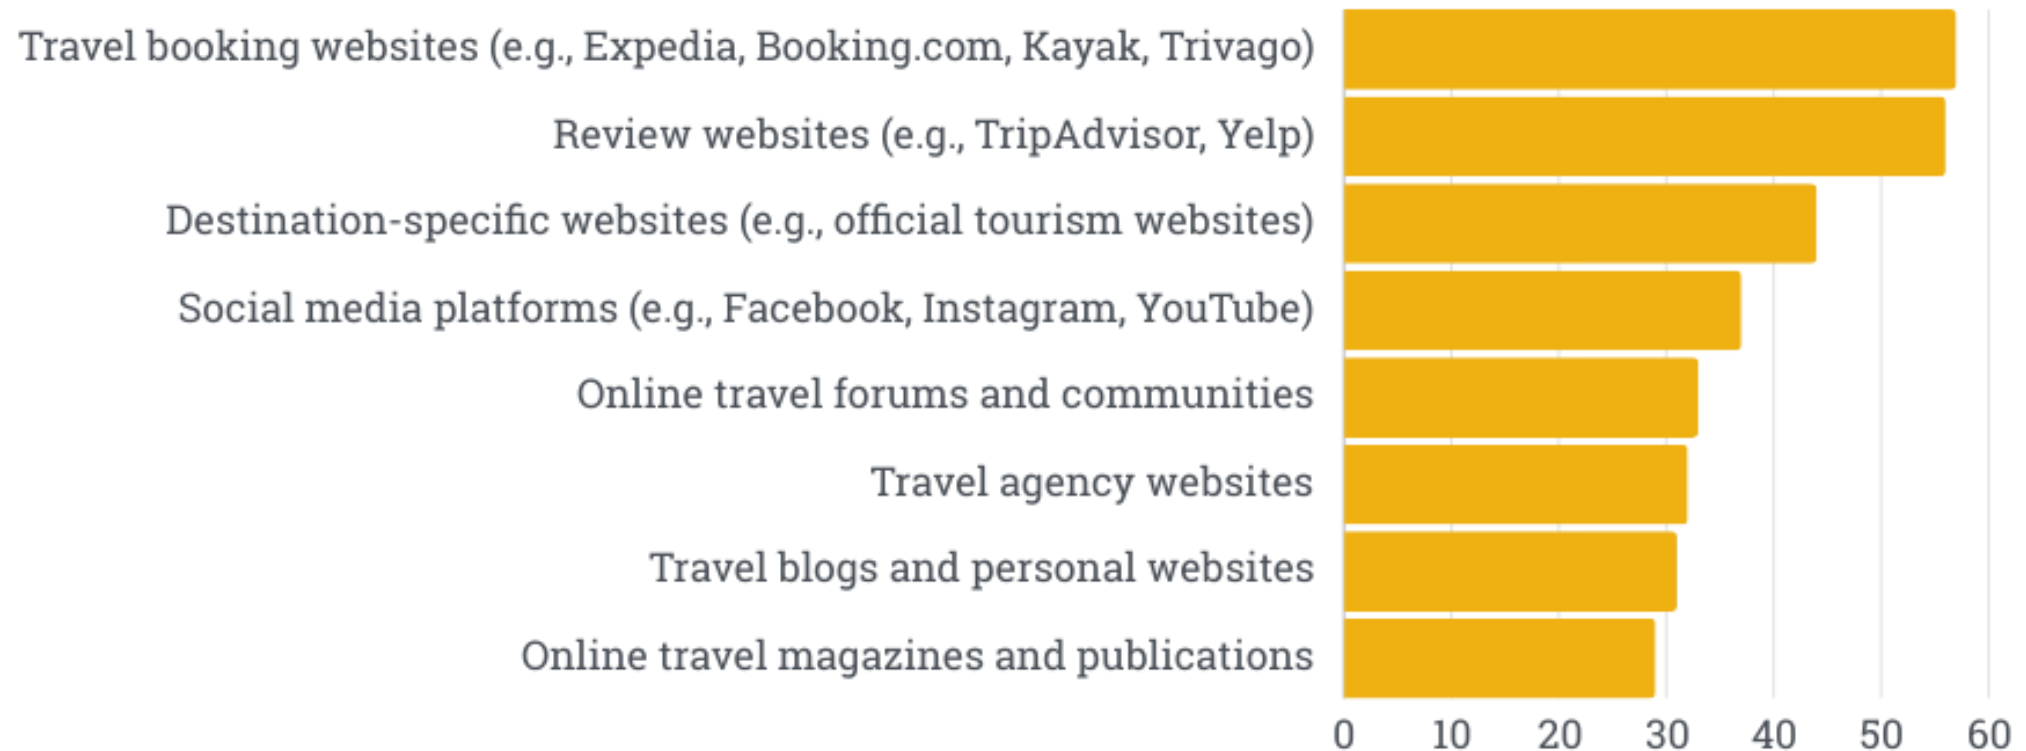 Travel booking websites (e.g., Expedia, Booking.com, Kayak, Trivago)
Review websites (e.g., TripAdvisor, Yelp)
Destination-specific websites (e.g., official tourism websites)
Social media platforms (e.g., Facebook, Instagram, YouTube)
Online travel forums and communities
Travel agency websites
Travel blogs and personal websites
Online travel magazines and publications
0 10 20 30 40 50 60